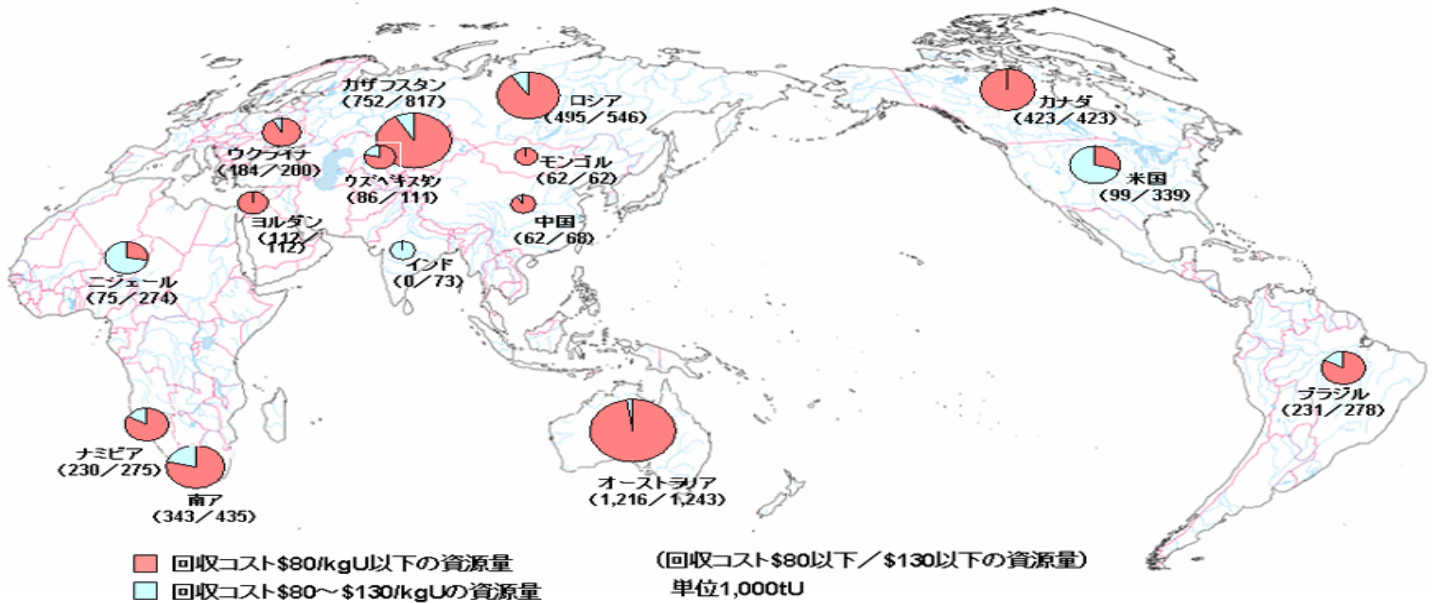 カザフスタン
(752/817)
ロシア
(495/546)
カナダ
(423/423)
ウクライナ
(184/200)
ウズベキスタン
(86/111)
モンゴル
(62/62)
米国
(99/339)
ヨルダン
(112/
112)
中国
(62/68)
インド
(0/73)
ニジェール
(75/274)
ブラジル
(231/278)
ナミビア
(230/275)
南ア
(343/435)
オーストラリア
(1,216/1,243)
回収コスト$80/kgU以下の資源量
回収コスト$80～$130/kgUの資源量
(回収コスト$80以下/$130以下の資源量)
単位1,000tU